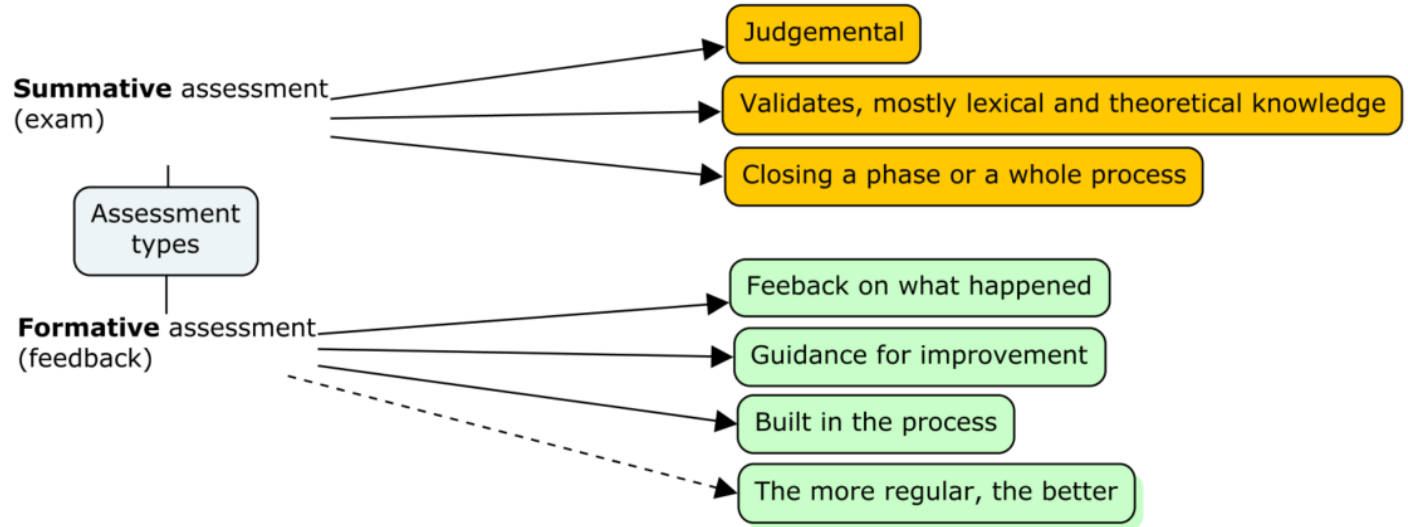 Summative assessment
(exam)
Judgemental
Validates, mostly lexical and theoretical knowledge
Closing a phase or a whole process
Assessment
types
Formative assessment
(feedback)
Feeback on what happened
Guidance for improvement
Built in the process
The more regular, the better